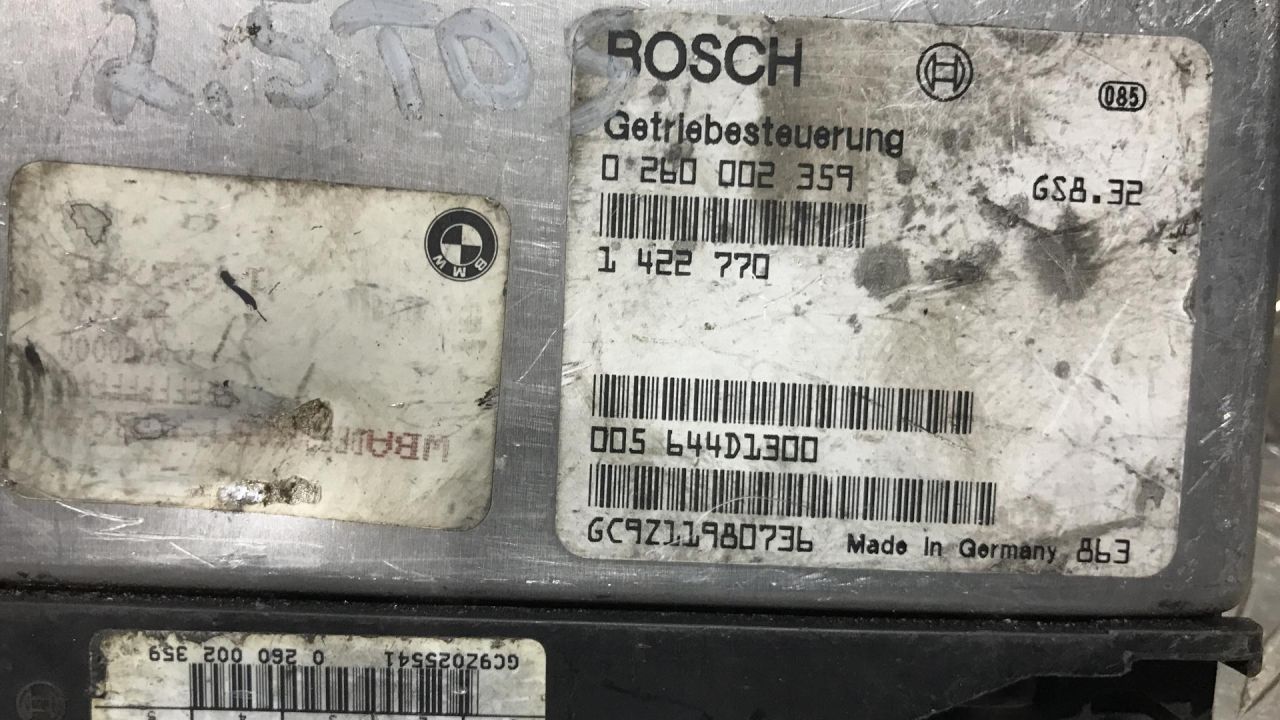 2.5TDS
BOSCH
085
Getriebesteuerung
0 260 002 359
GS8.32
1 422 770
BMW
005 644D1300
GC9Z11980736 Made in Germany 863
GC9Z025541 0 260 002 359